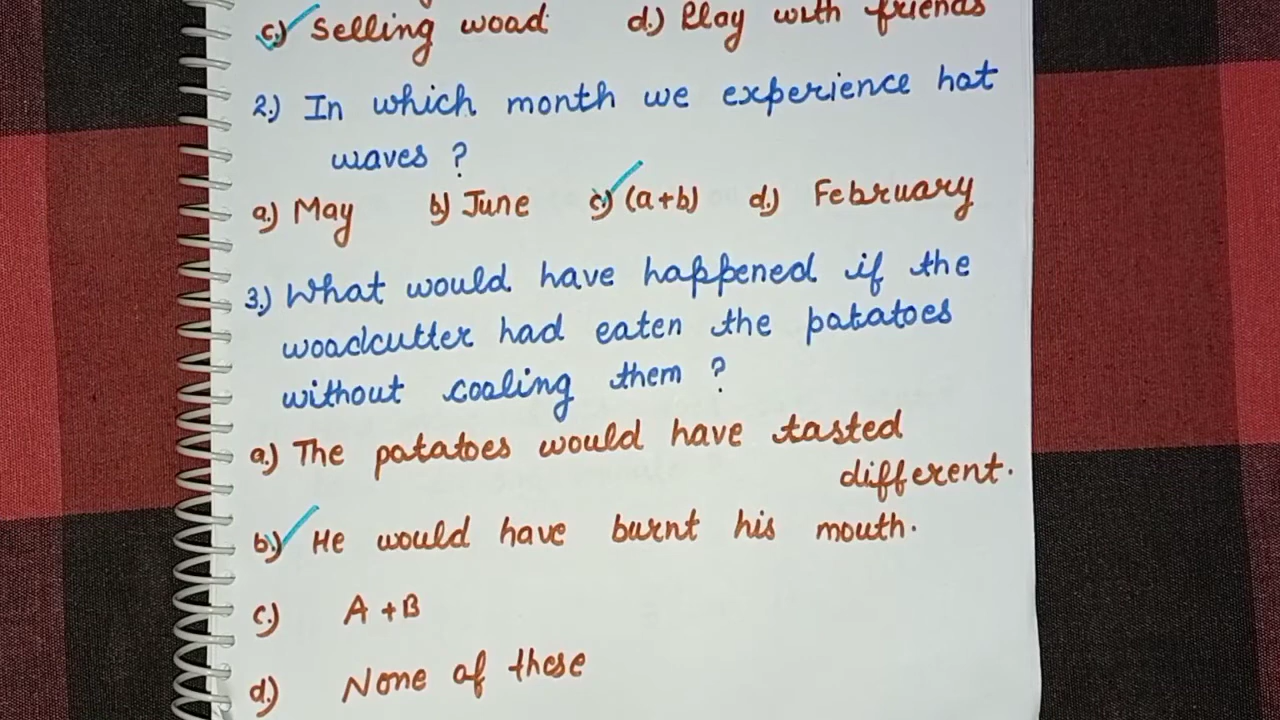 c.) Selling wood d.) Play with friends
2.) In which month we experience hot
waves ?
a.) May b.) June c.) (a+b) d.) February
3.) What would have happened if the
woodcutter had eaten the potatoes
without cooling them ?
a.) The potatoes would have tasted
different.
b.) He would have burnt his mouth.
c.) A + B
d.) None of these